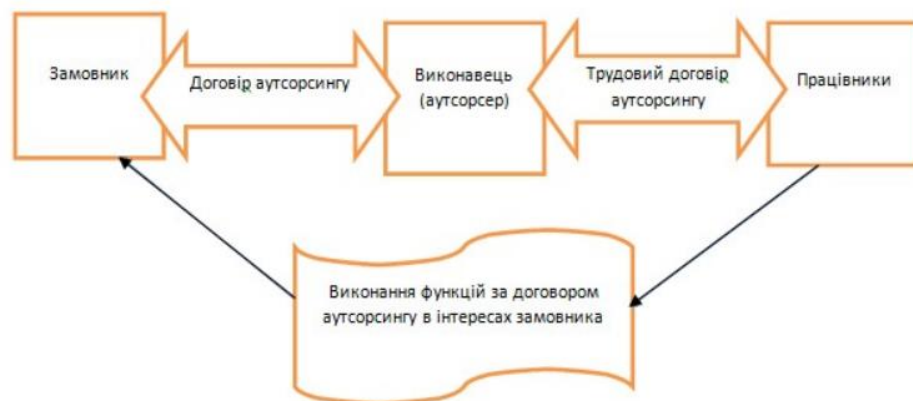 Замовник
Договір аутсорсингу
Виконавець
(аутсорсер)
Трудовий договір
аутсорсингу
Працівники
Виконання функцій за договором
аутсорсингу в інтересах замовника